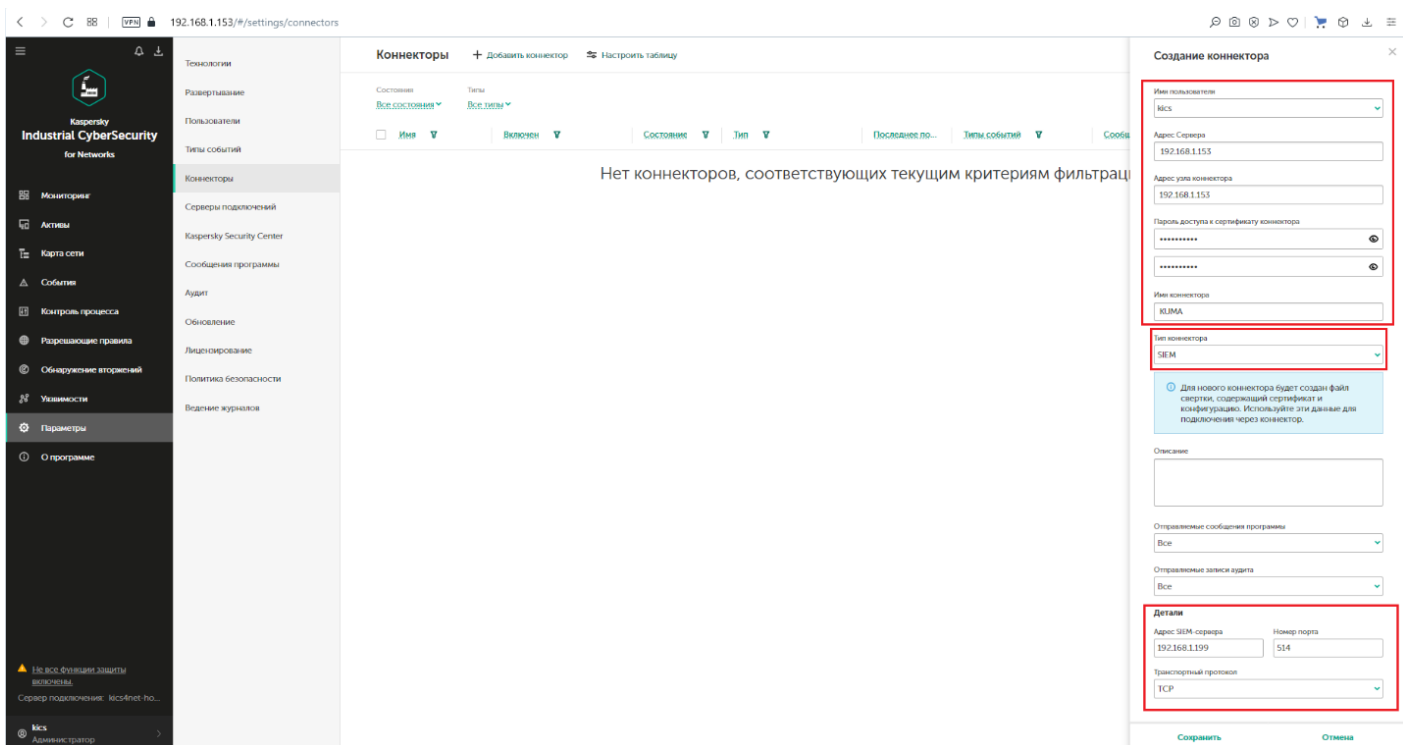 VPN 192.168.1.153/#/settings/connectors
Kaspersky
Industrial CyberSecurity
for Networks
Мониторинг
Активы
Карта сети
События
Контроль процесса
Разрешающие правила
Обнаружение вторжений
Уязвимости
Параметры
О программе
Не все функции защиты
включены.
Сервер подключения: kics4net-ho...
kics
Администратор
Технологии
Развертывание
Пользователи
Типы событий
Коннекторы
Серверы подключений
Kaspersky Security Center
Сообщения программы
Аудит
Обновление
Лицензирование
Политика безопасности
Ведение журналов
Коннекторы + Добавить коннектор Настроить таблицу
Состояния Типы
Все состояния Все типы
Имя Включен Состояние Тип Последнее по... Типы событий Сообщ
Нет коннекторов, соответствующих текущим критериям фильтрац
Создание коннектора
Имя пользователя
kics
Адрес Сервера
192.168.1.153
Адрес узла коннектора
192.168.1.153
Пароль доступа к сертификату коннектора
••••••••••
••••••••••
Имя коннектора
KUMA
Тип коннектора
SIEM
Для нового коннектора будет создан файл
свертки, содержащий сертификат и
конфигурацию. Используйте эти данные для
подключения через коннектор.
Описание
Отправляемые сообщения программы
Все
Отправляемые записи аудита
Все
Детали
Адрес SIEM-сервера Номер порта
192.168.1.199 514
Транспортный протокол
TCP
Сохранить Отмена